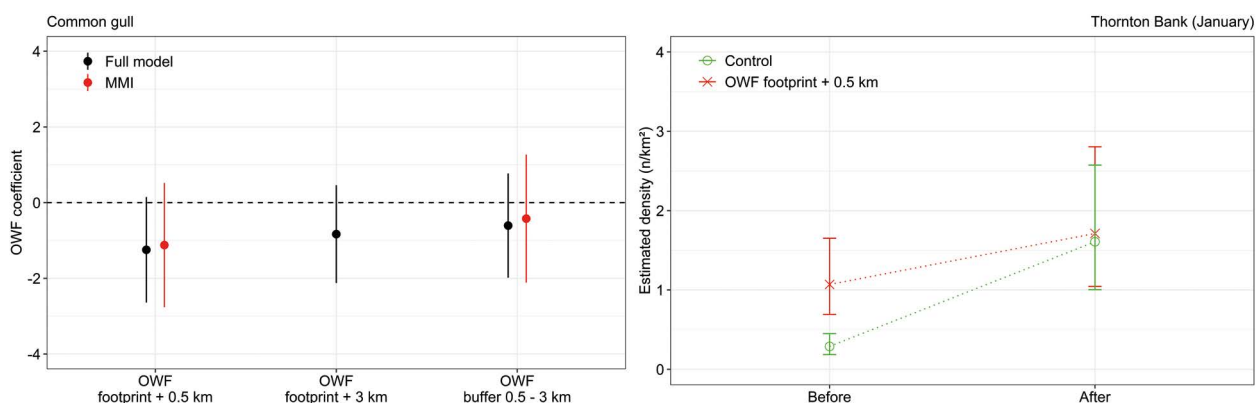 Common gull
4
2
0
-2
-4
OWF coefficient
Full model
MMI
OWF
footprint + 0.5 km
OWF
footprint + 3 km
OWF
buffer 0.5 - 3 km
Thornton Bank (January)
4
3
2
1
0
Estimated density (n/km²)
Control
OWF footprint + 0.5 km
Before
After